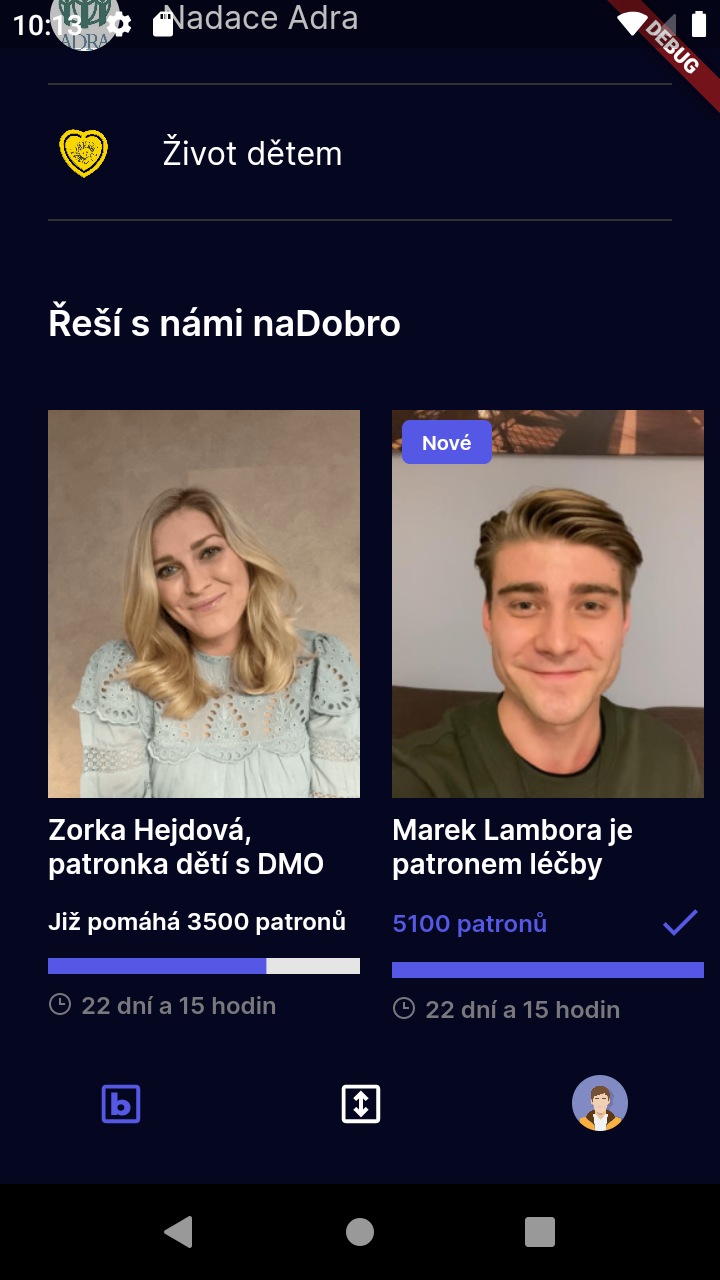 10:13
Nadace Adra
ADRA
DEBUG
Život dětem
Řeší s námi naDobro
Nové
Zorka Hejdová,
patronka dětí s DMO
Již pomáhá 3500 patronů
22 dní a 15 hodin
Marek Lambora je
patronem léčby
5100 patronů
22 dní a 15 hodin
b